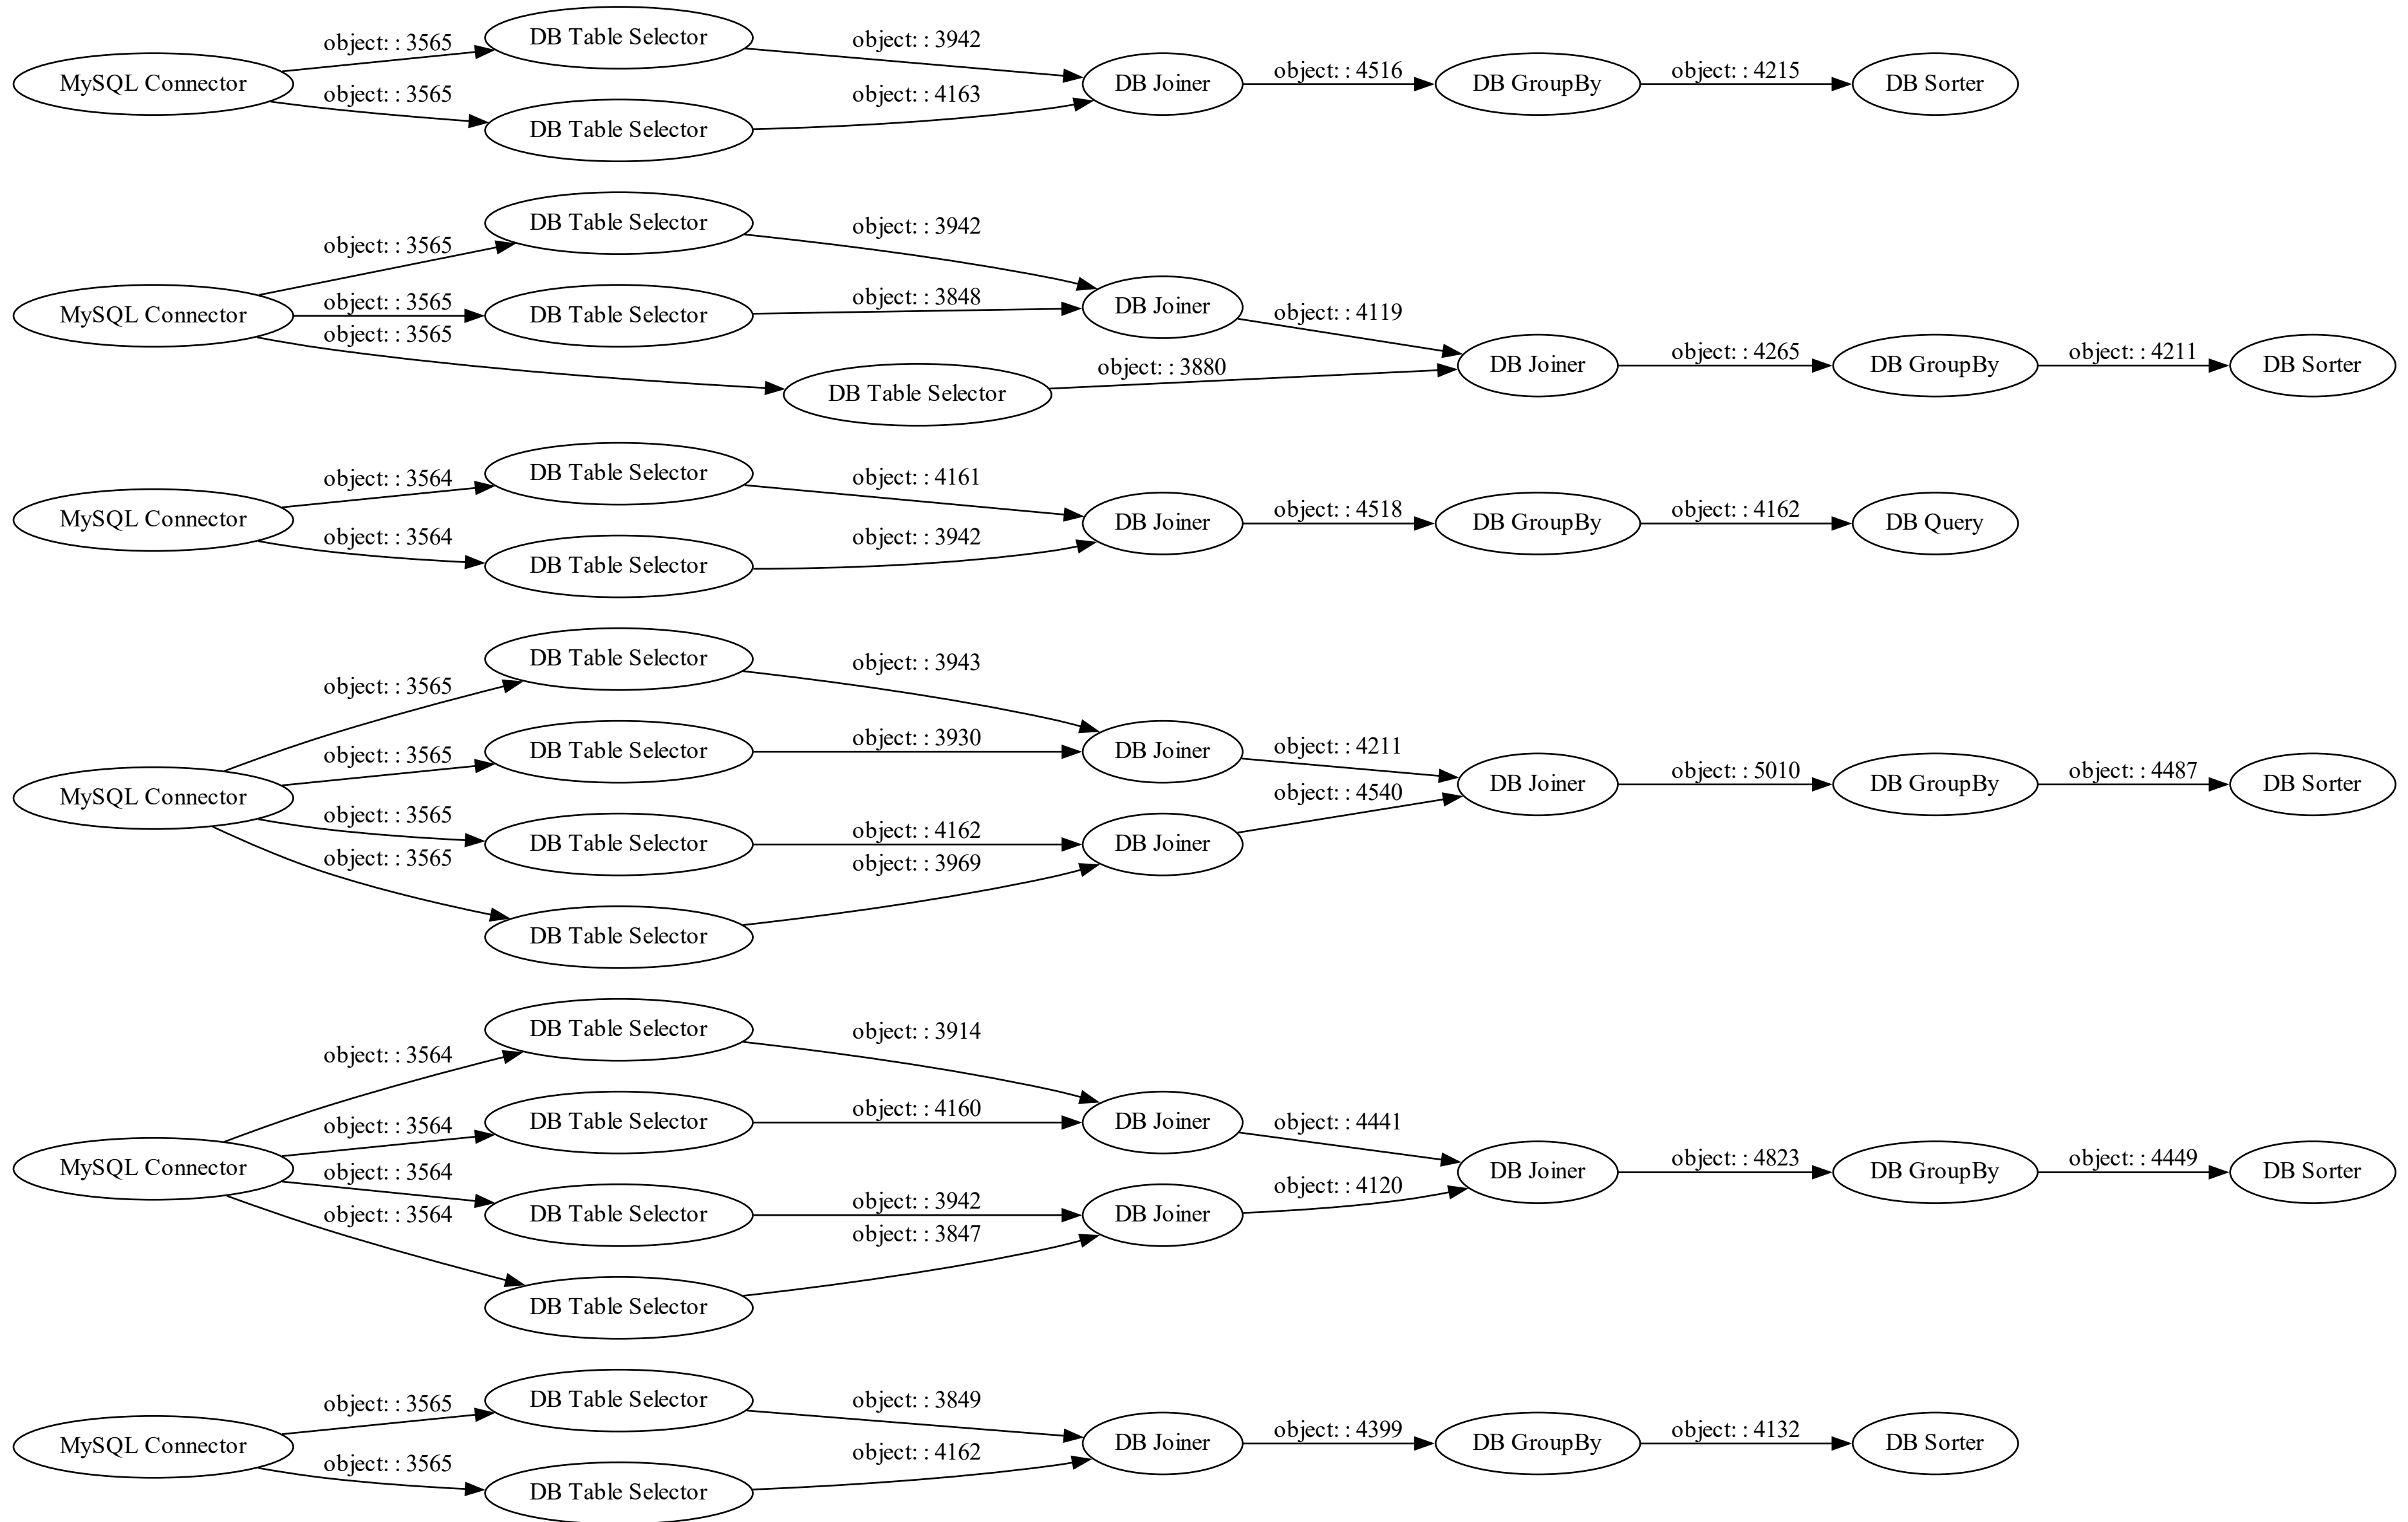 MySQL Connector
object: : 3565
DB Table Selector
object: : 3942
object: : 3565
DB Table Selector
object: : 4163
DB Joiner
object: : 4516
DB GroupBy
object: : 4215
DB Sorter
MySQL Connector
object: : 3565
DB Table Selector
object: : 3942
object: : 3565
DB Table Selector
object: : 3848
DB Joiner
object: : 4119
object: : 3565
DB Table Selector
object: : 3880
DB Joiner
object: : 4265
DB GroupBy
object: : 4211
DB Sorter
MySQL Connector
object: : 3564
DB Table Selector
object: : 4161
object: : 3564
DB Table Selector
object: : 3942
DB Joiner
object: : 4518
DB GroupBy
object: : 4162
DB Query
MySQL Connector
object: : 3565
DB Table Selector
object: : 3943
object: : 3565
DB Table Selector
object: : 3930
DB Joiner
object: : 4211
object: : 3565
DB Table Selector
object: : 4162
object: : 3565
DB Table Selector
object: : 3969
DB Joiner
object: : 4540
DB Joiner
object: : 5010
DB GroupBy
object: : 4487
DB Sorter
MySQL Connector
object: : 3564
DB Table Selector
object: : 3914
object: : 3564
DB Table Selector
object: : 4160
DB Joiner
object: : 4441
object: : 3564
DB Table Selector
object: : 3942
object: : 3564
DB Table Selector
object: : 3847
DB Joiner
object: : 4120
DB Joiner
object: : 4823
DB GroupBy
object: : 4449
DB Sorter
MySQL Connector
object: : 3565
DB Table Selector
object: : 3849
object: : 3565
DB Table Selector
object: : 4162
DB Joiner
object: : 4399
DB GroupBy
object: : 4132
DB Sorter